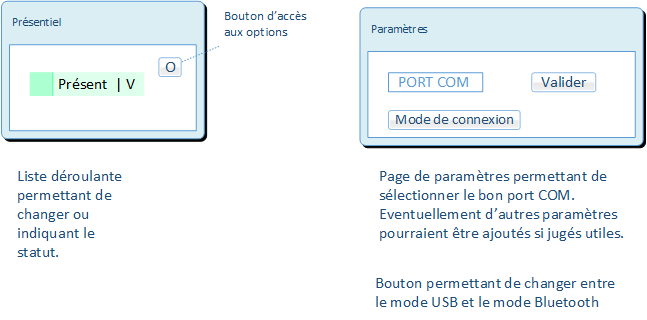 Présentiel
Bouton d'accès
aux options
O
Présent | V
Liste déroulante
permettant de
changer ou
indiquant le
statut.
Paramètres
PORT COM
Valider
Mode de connexion
Page de paramètres permettant de
sélectionner le bon port COM.
Eventuellement d'autres paramètres
pourraient être ajoutés si jugés utiles.
Bouton permettant de changer entre
le mode USB et le mode Bluetooth